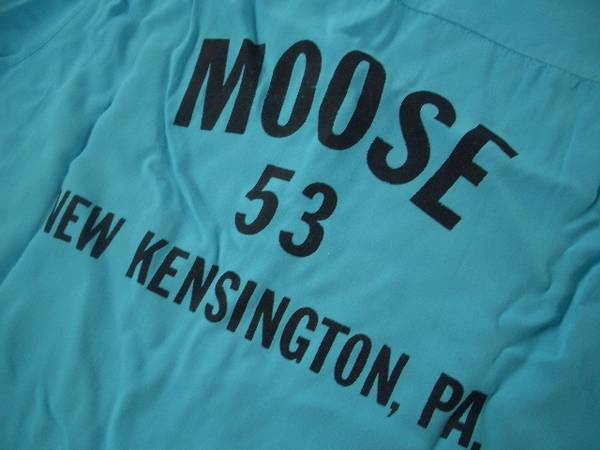 MOOSE
53
NEW KENSINGTON, PA.